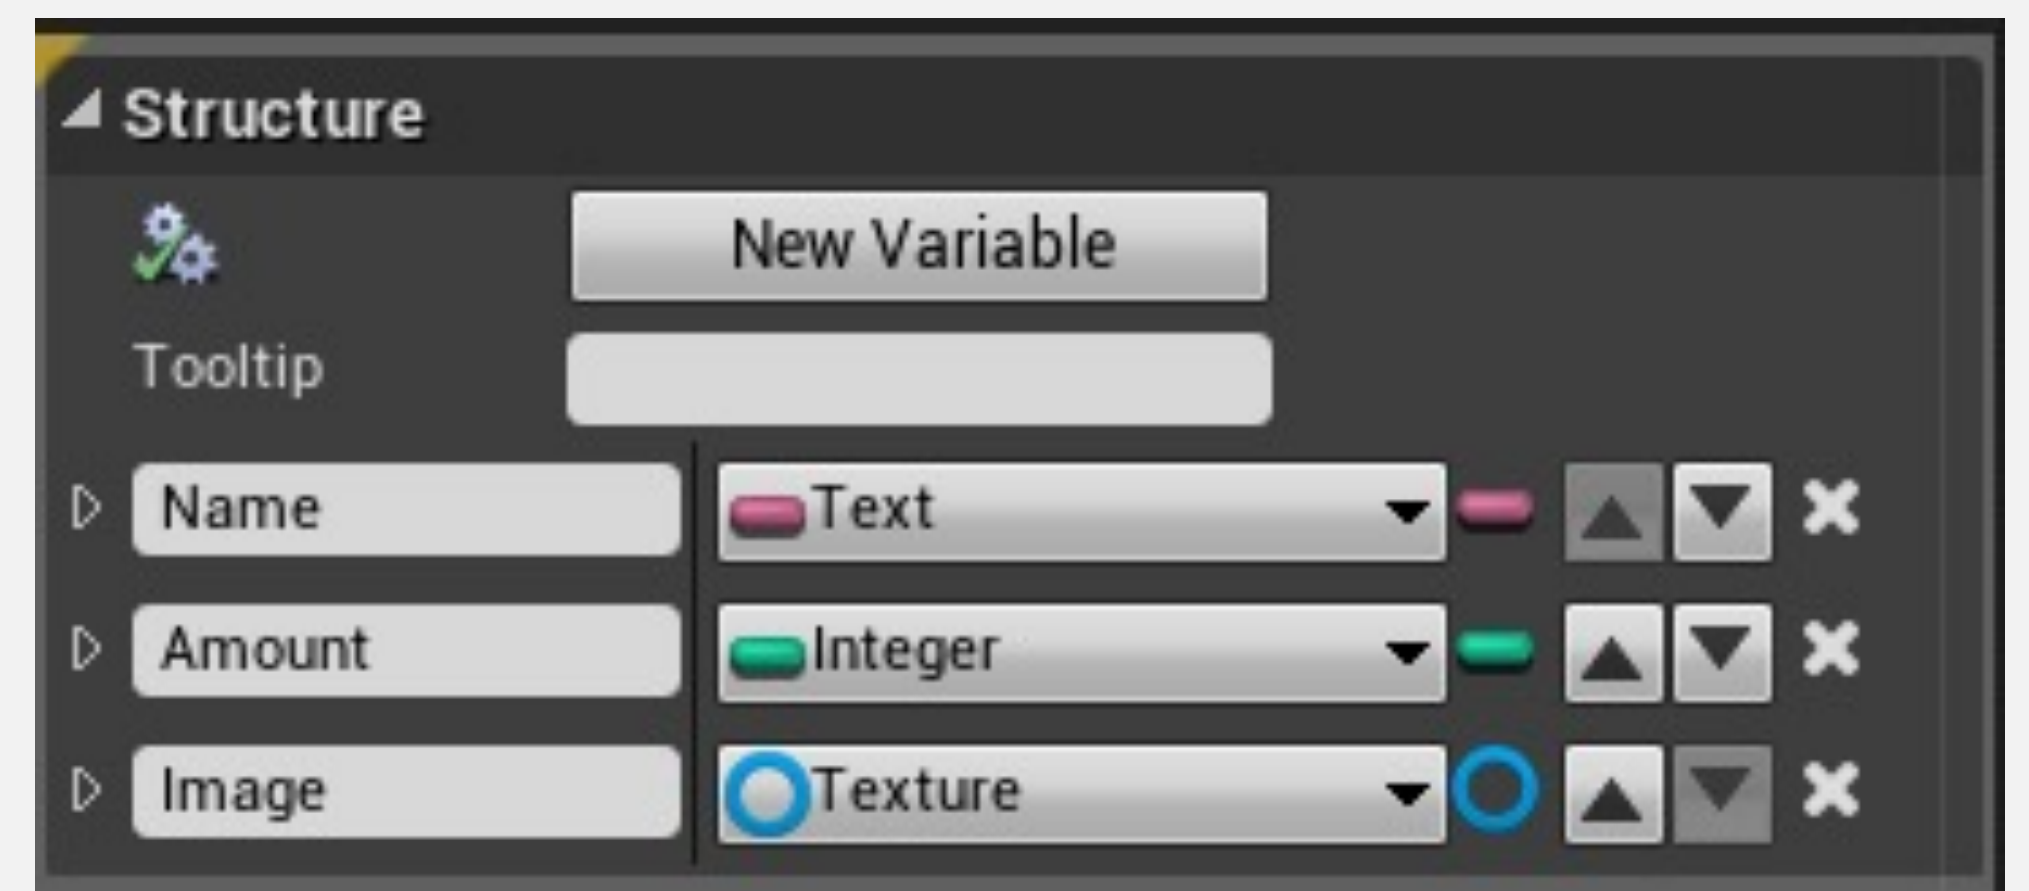 Structure
New Variable
Tooltip
Name Text
Amount Integer
Image Texture